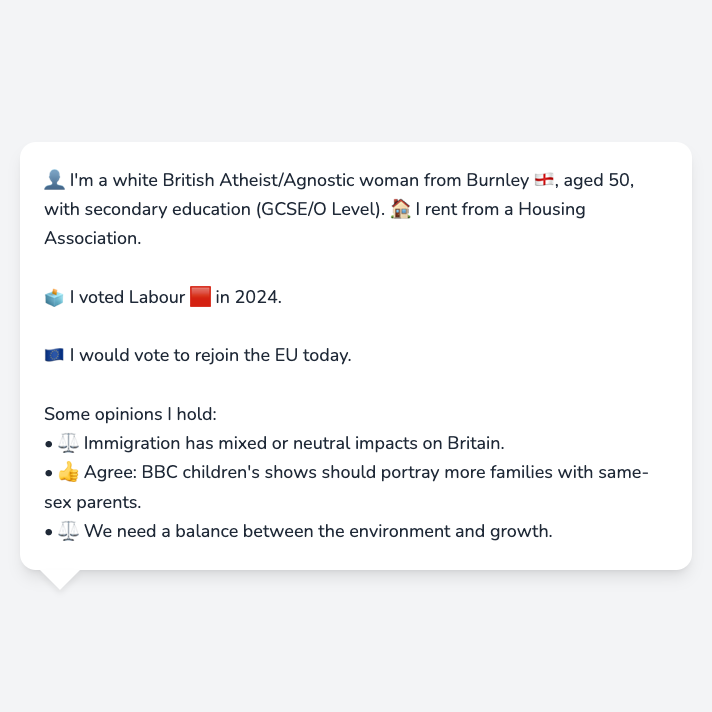 👤 I'm a white British Atheist/Agnostic woman from Burnley 🏴󠁧󠁢󠁥󠁮󠁧󠁿, aged 50,
with secondary education (GCSE/O Level). 🏠 I rent from a Housing
Association.
🗳️ I voted Labour 🟥 in 2024.
🇪🇺 I would vote to rejoin the EU today.
Some opinions I hold:
• ⚖️ Immigration has mixed or neutral impacts on Britain.
• 👍 Agree: BBC children's shows should portray more families with same-
sex parents.
• ⚖️ We need a balance between the environment and growth.